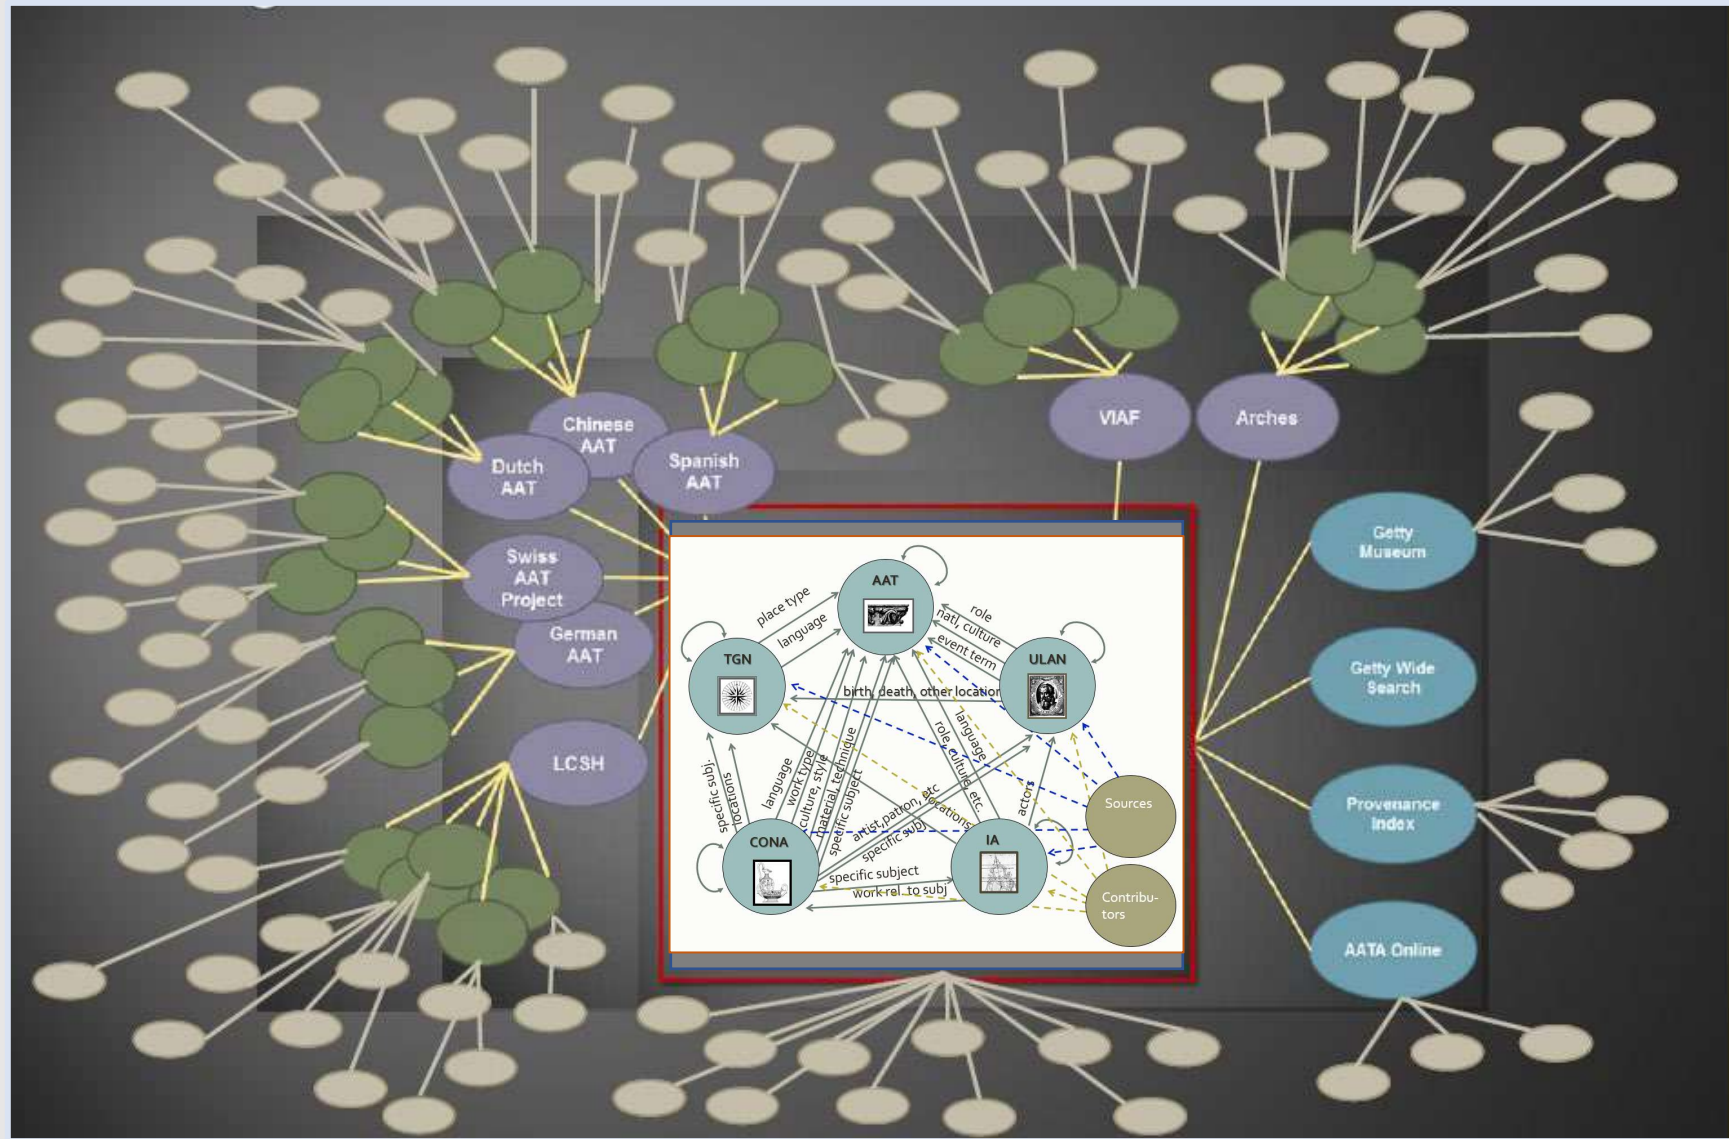 Chinese
AAT
Dutch
AAT
Spanish
AAT
VIAF
Arches
Swiss
AAT
Project
German
AAT
LCSH
Getty
Museum
Getty Wide
Search
Provenance
Index
AATA Online
AAT
TGN
ULAN
CONA
IA
Sources
Contribu-
tors
place type
language
role
natl, culture
event term
birth, death, other location
language
role, culture, etc.
actors
specific subj.
locations
language
work type
culture, style
material, technique
specific subject
artist,patron, etc
locations
specific subj
specific subject
work rel. to subj